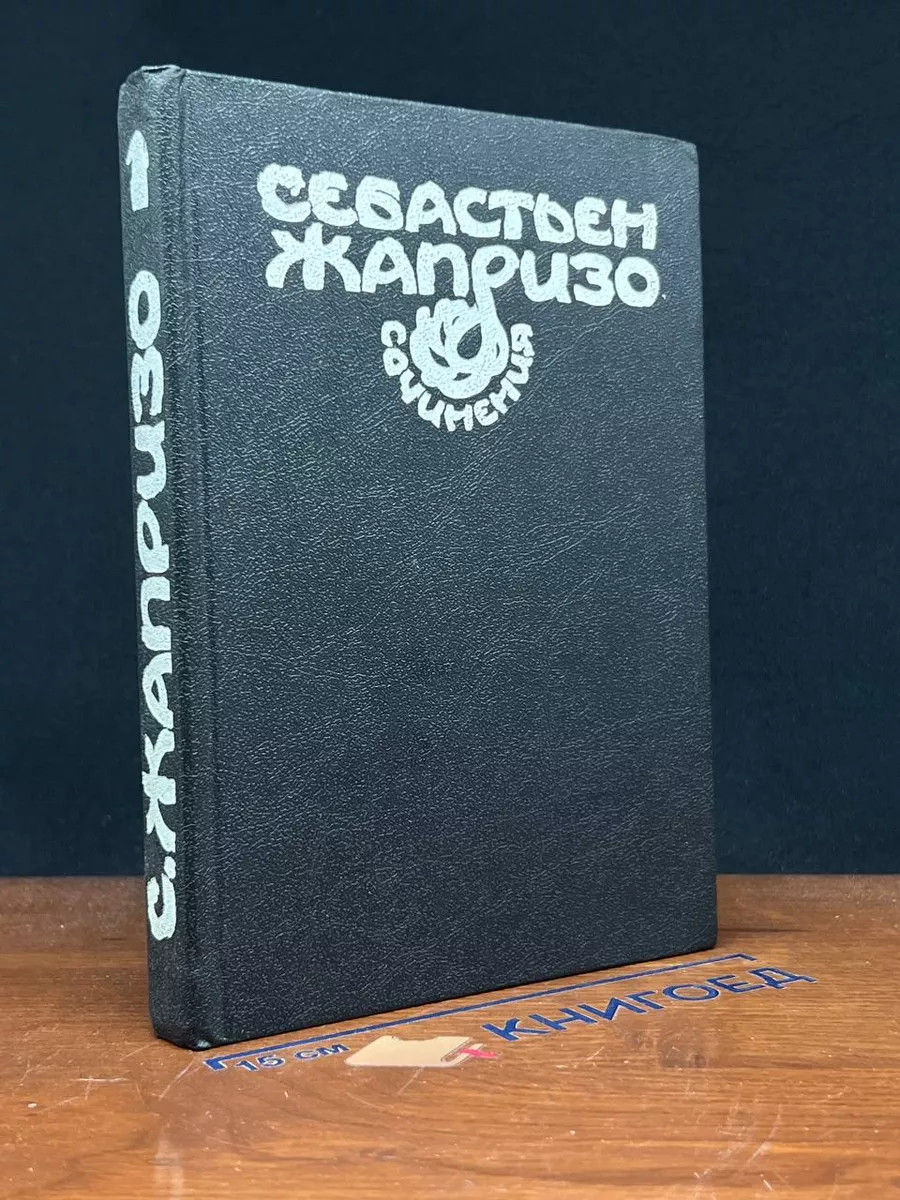 СЕБАСТЬЕН
ЖАПРИЗО
СОЧИНЕНИЯ
С. ЖАПРИЗО 1
15 СМ
КНИГОЕД